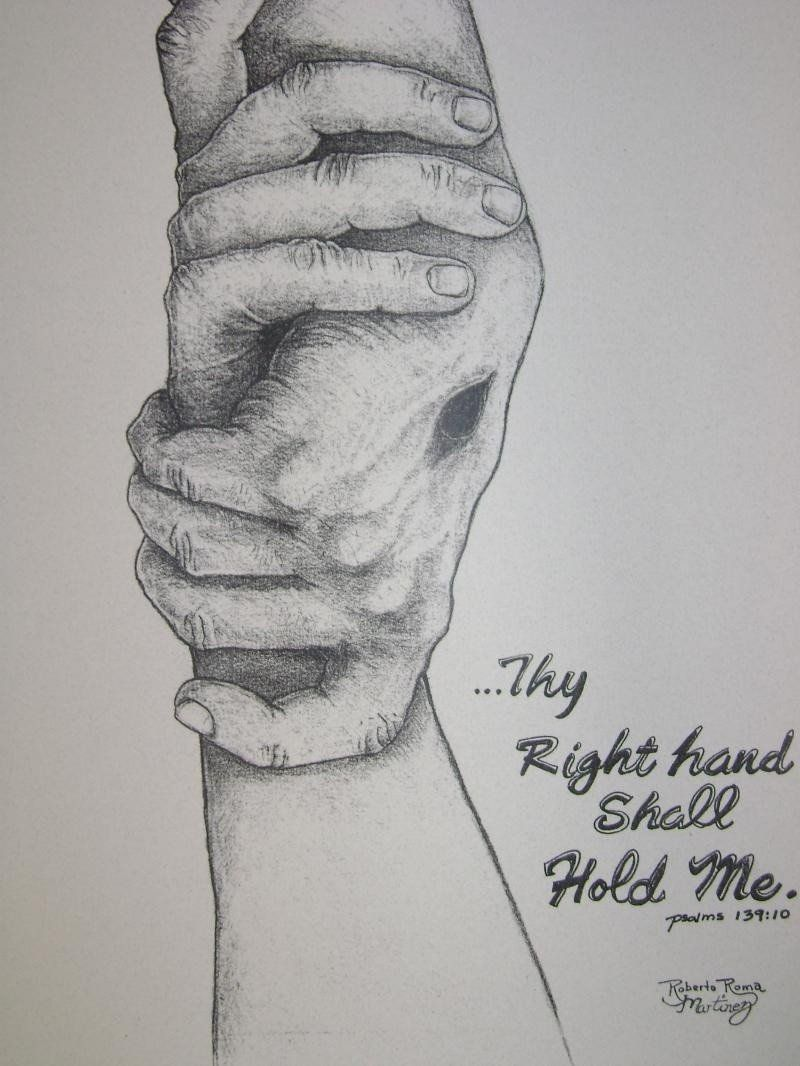 ...Thy
Right hand
Shall
Hold Me.
psalms 139:10
Roberto Roma
Martinez